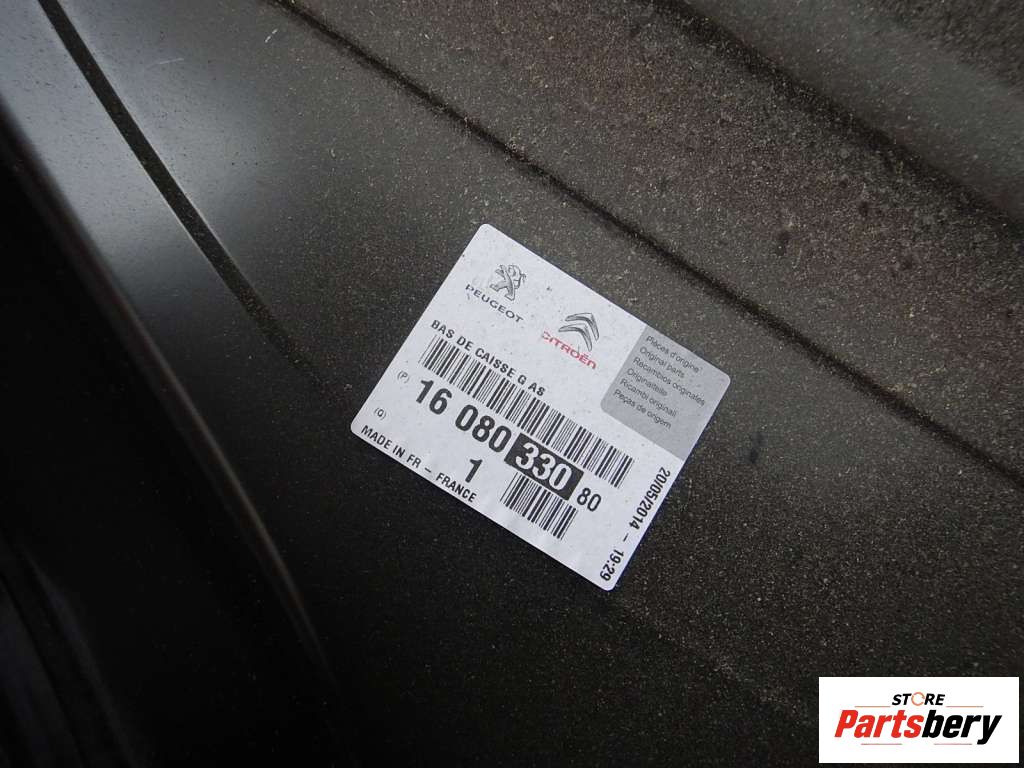 PEUGEOT
CITROËN
Pièces d'origine
Original parts
Recambios originales
Originalteile
Ricambi originali
Peças de origem
BAS DE CAISSE G AS
(P)
16 080 330 80
(Q)
1
MADE IN FR - FRANCE
20/05/2014 - 19:29
STORE
Partsbery